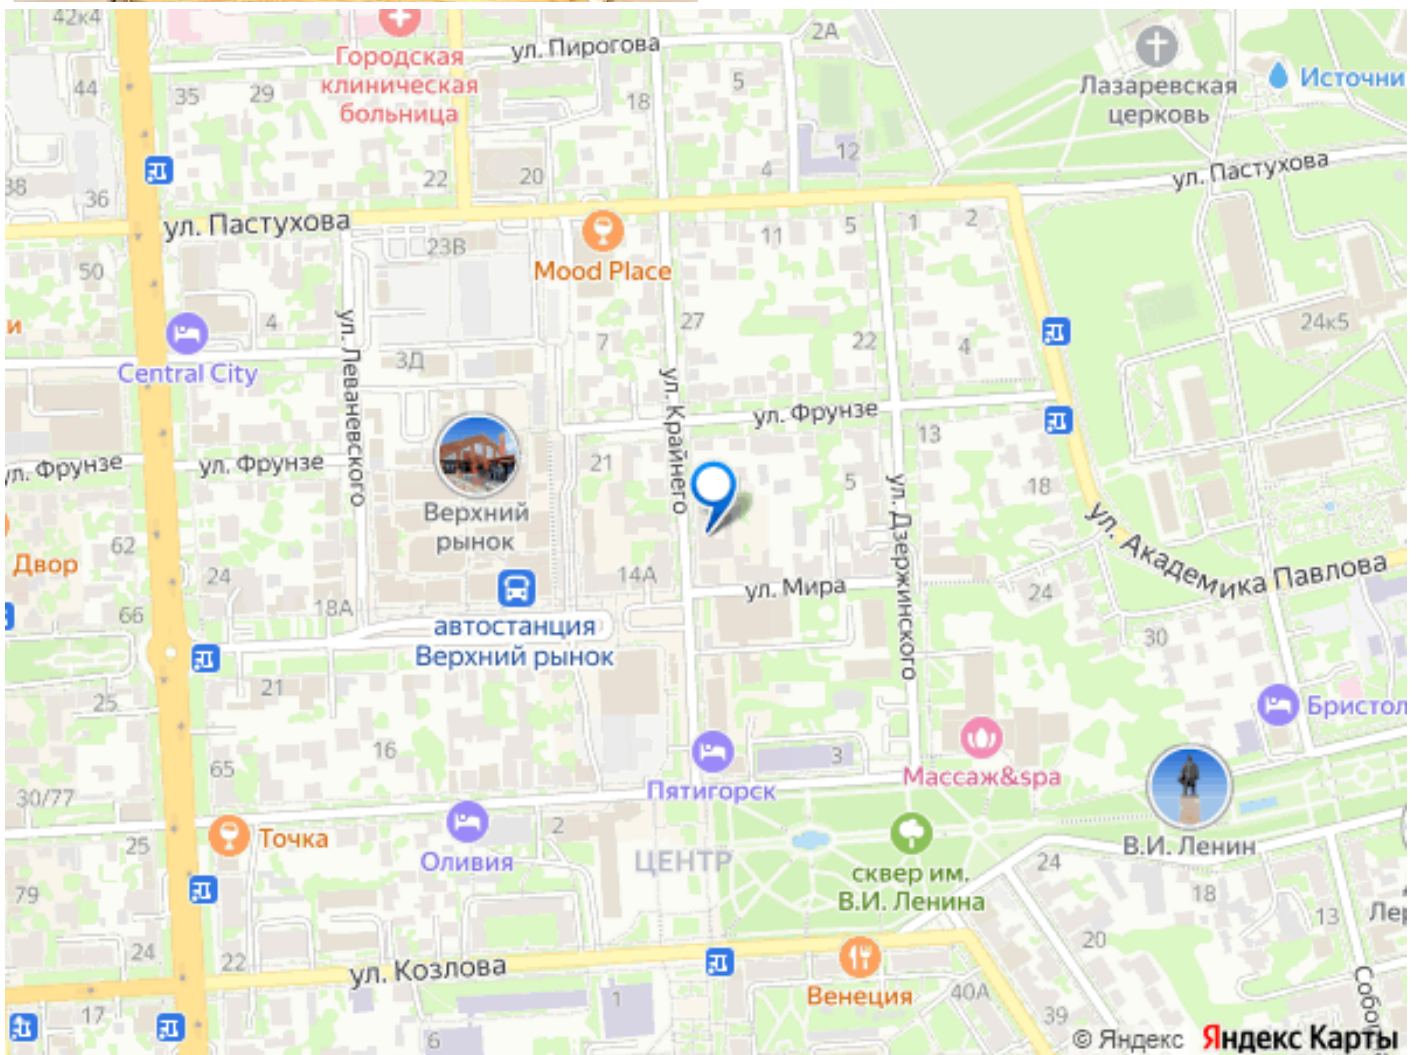 42к4
ул. Пирогова
2А
Городская
клиническая
больница
Лазаревская
церковь
Источни
44
35
29
18
5
12
38
36
22
20
4
ул. Пастухова
ул. Пастухова
23В
Mood Place
11
5
1
2
50
и
4
Central City
ул. Леваневского
3Д
7
27
22
4
24к5
ул. Крайнего
ул. Фрунзе
ул. Фрунзе
ул. Фрунзе
21
13
5
18
Верхний
рынок
ул. Дзержинского
ул. Академика Павлова
Двор
62
24
18А
14А
ул. Мира
24
66
автостанция
Верхний рынок
30
25
21
Бристол
16
65
Пятигорск
3
Массаж&spa
30/77
25
Точка
Оливия
2
ЦЕНТР
сквер им.
В.И. Ленина
В.И. Ленин
24
79
18
13
Лер
24
22
ул. Козлова
20
Венеция
40А
39
Собор
17
6
1
© Яндекс Яндекс Карты